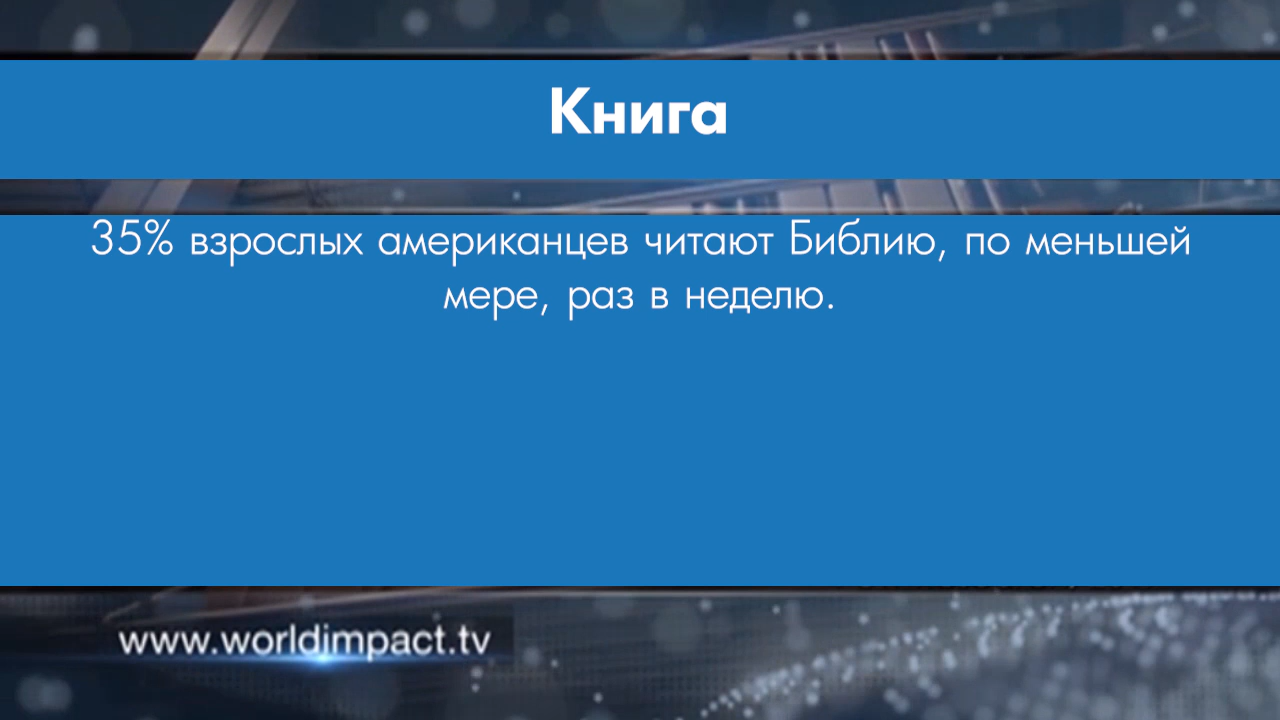 Книга
35% взрослых американцев читают Библию, по меньшей
мере, раз в неделю.
www.worldimpact.tv